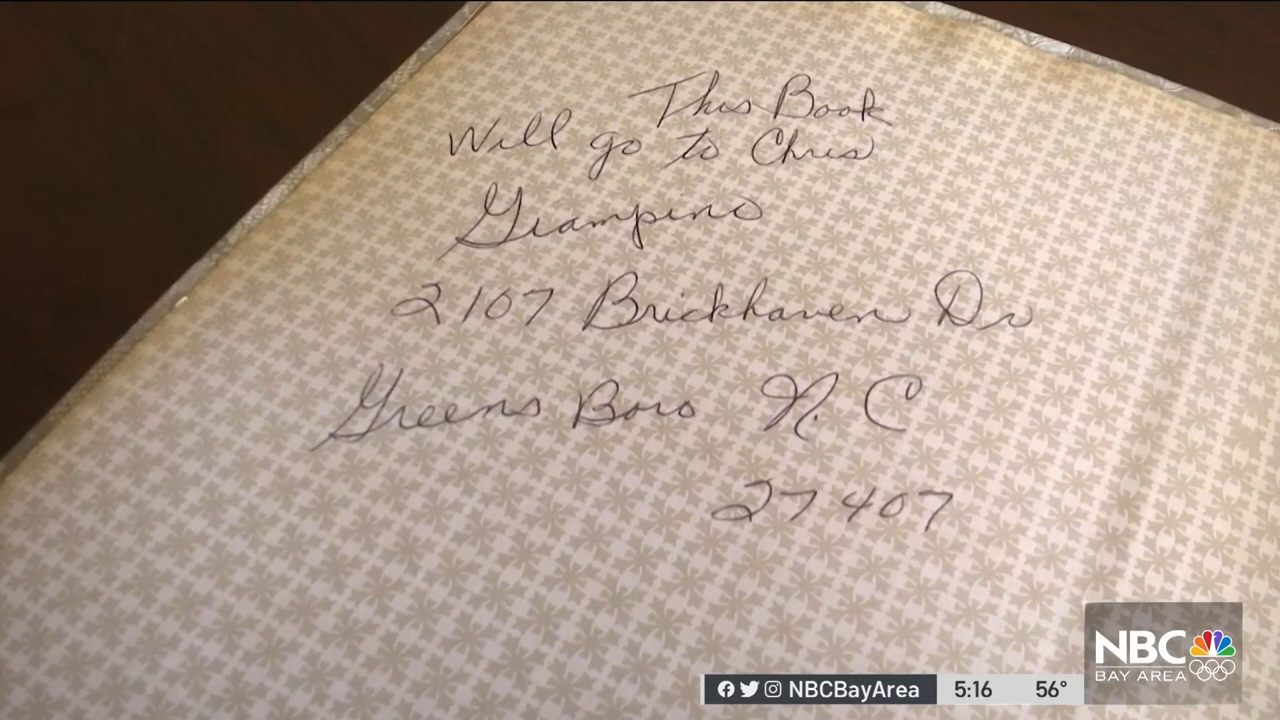 This Book
Will go to Chris
Giampino
2107 Brickhaven Dr
Greens Boro N. C
27407
NBC
BAY AREA
NBCBayArea
5:16 56°